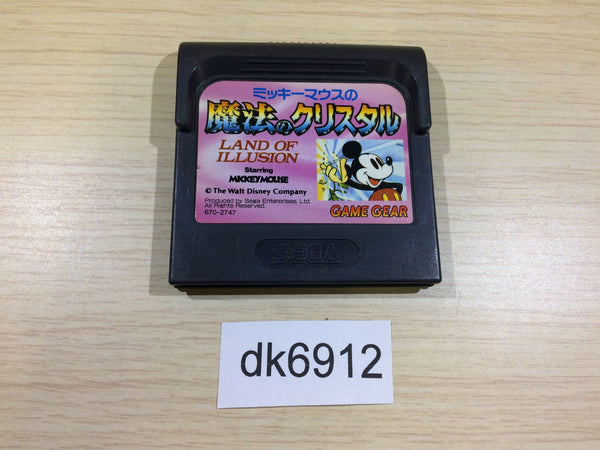 ミッキーマウスの
魔法のクリスタル
LAND OF
ILLUSION
Starring
MICKEY MOUSE
© The Walt Disney Company
Produced by Sega Enterprises, Ltd.
All Rights Reserved.
670-2747
GAME GEAR
SEGA
dk6912